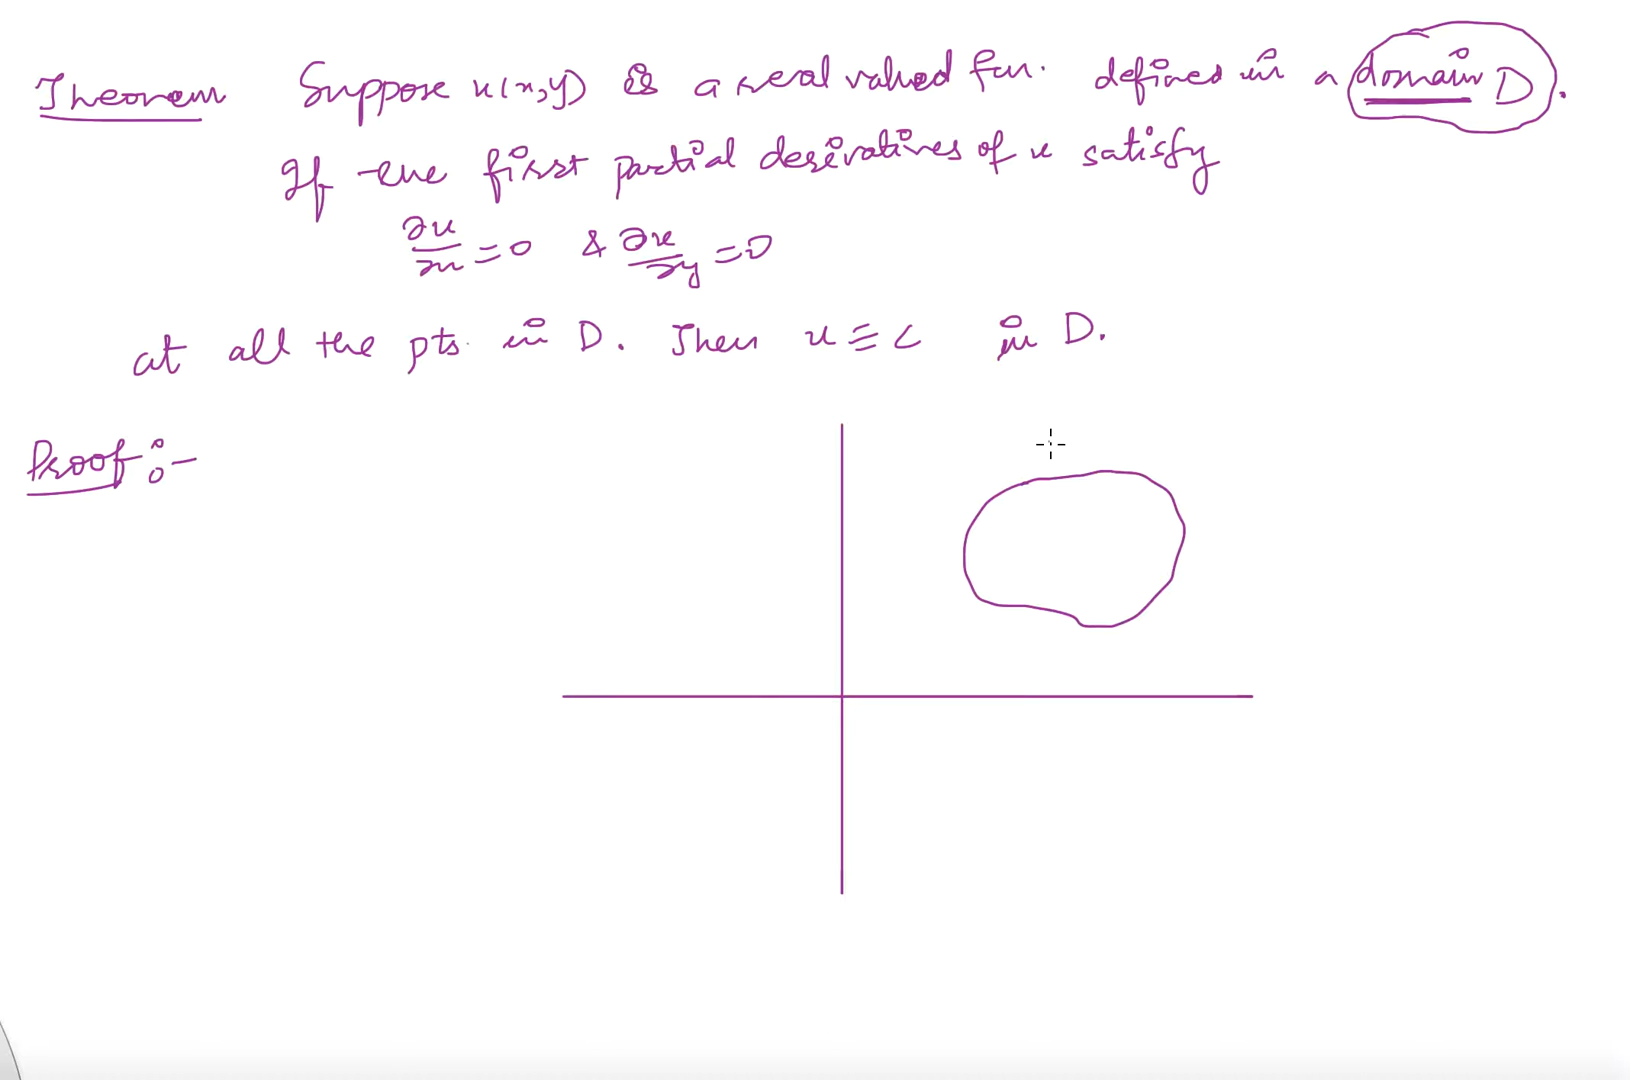 Theorem Suppose u(x,y) is a real valued fun. defined in a domain D.
If the first partial derivatives of u satisfy
∂u/∂x = 0 & ∂u/∂y = 0
at all the pts. in D. Then u ≡ c in D.
Proof :-